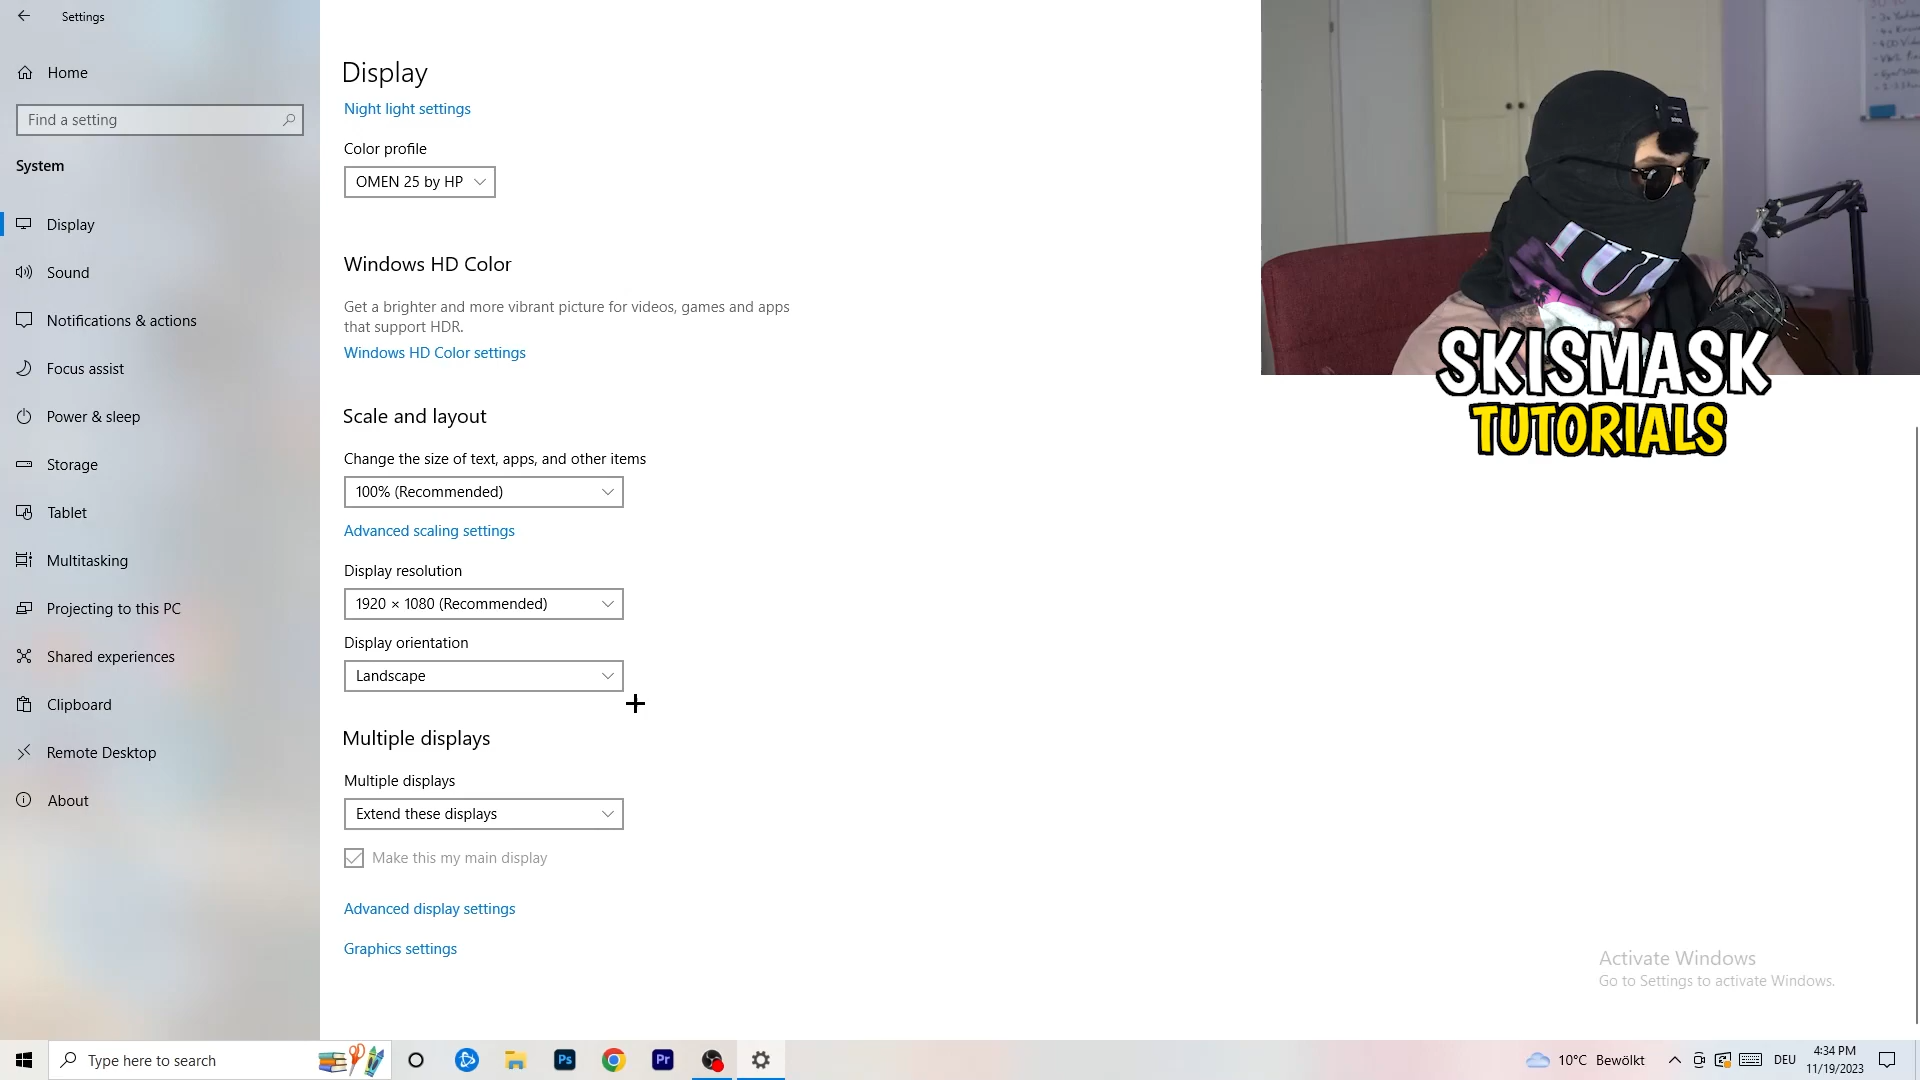 Settings
Home
Find a setting
System
Display
Sound
Notifications & actions
Focus assist
Power & sleep
Storage
Tablet
Multitasking
Projecting to this PC
Shared experiences
Clipboard
Remote Desktop
About
Display
Night light settings
Color profile
OMEN 25 by HP
Windows HD Color
Get a brighter and more vibrant picture for videos, games and apps
that support HDR.
Windows HD Color settings
Scale and layout
Change the size of text, apps, and other items
100% (Recommended)
Advanced scaling settings
Display resolution
1920 × 1080 (Recommended)
Display orientation
Landscape
Multiple displays
Multiple displays
Extend these displays
Make this my main display
Advanced display settings
Graphics settings
SKISMASK
TUTORIALS
Activate Windows
Go to Settings to activate Windows.
Type here to search
Ps
Pr
10°C Bewölkt
DEU
4:34 PM
11/19/2023